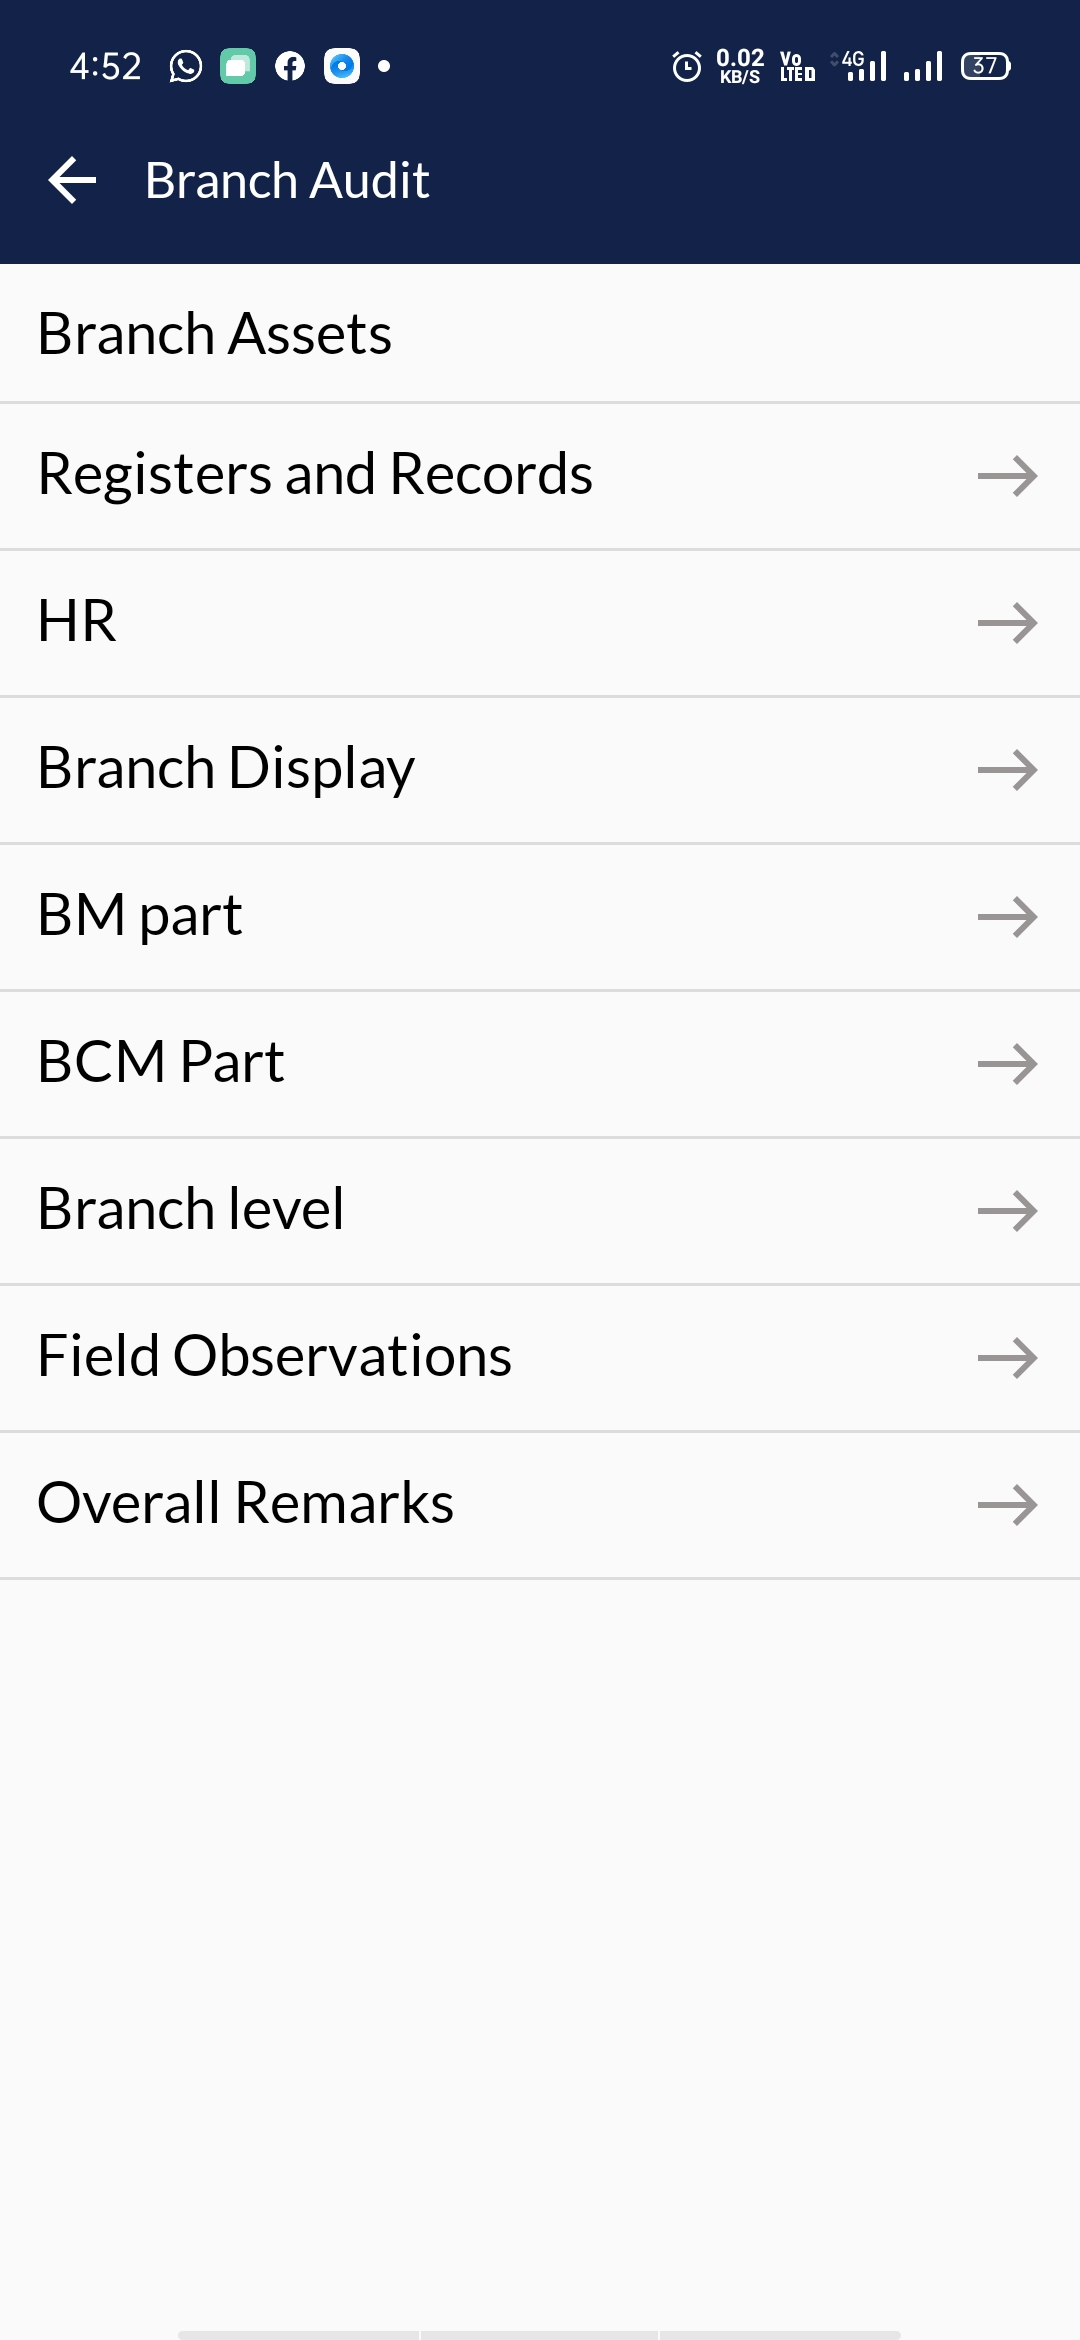 4:52
0.02
KB/S
Vo
LTE D
4G
37
Branch Audit
Branch Assets
Registers and Records
HR
Branch Display
BM part
BCM Part
Branch level
Field Observations
Overall Remarks